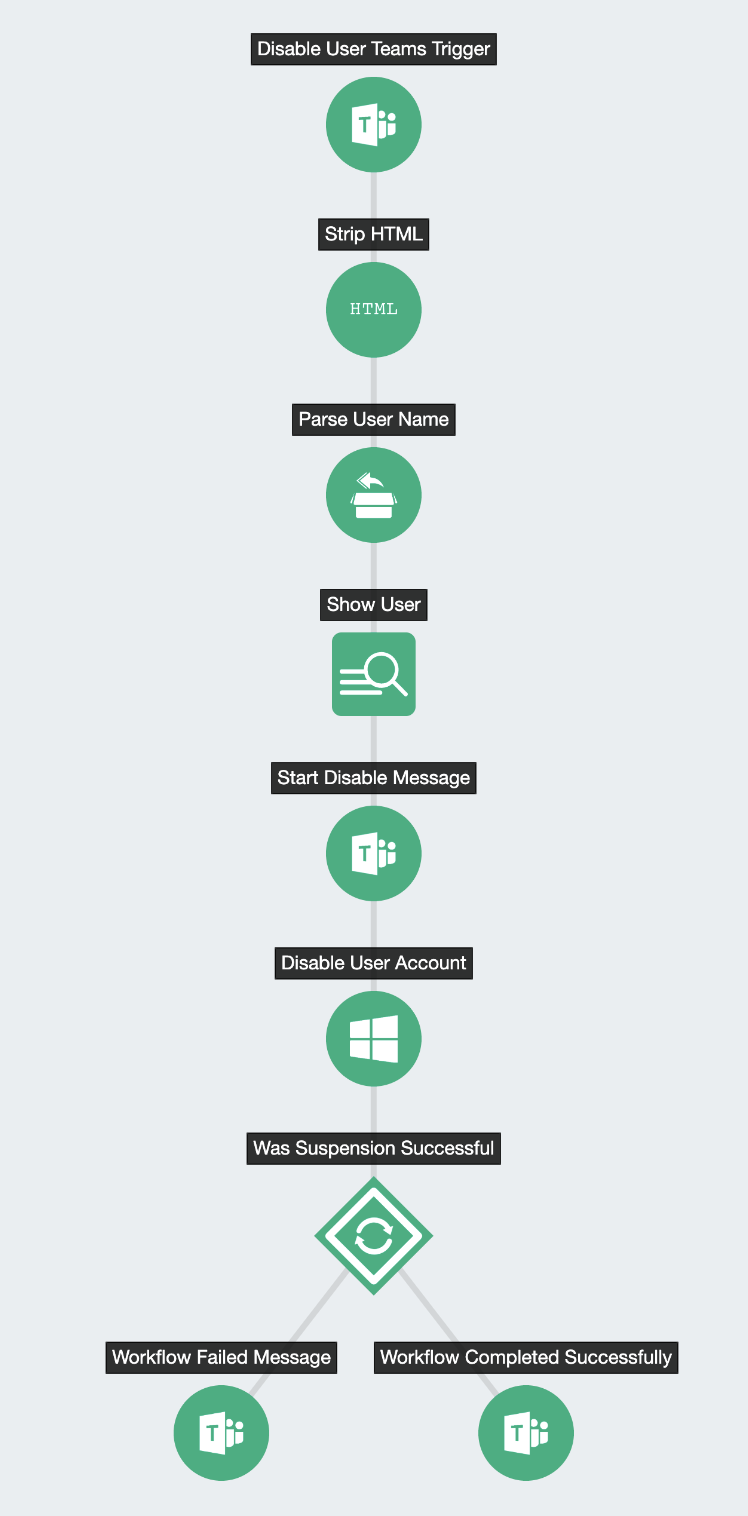 Disable User Teams Trigger
T
Strip HTML
HTML
Parse User Name
Show User
Start Disable Message
T
Disable User Account
Was Suspension Successful
Workflow Failed Message
Workflow Completed Successfully
T
T